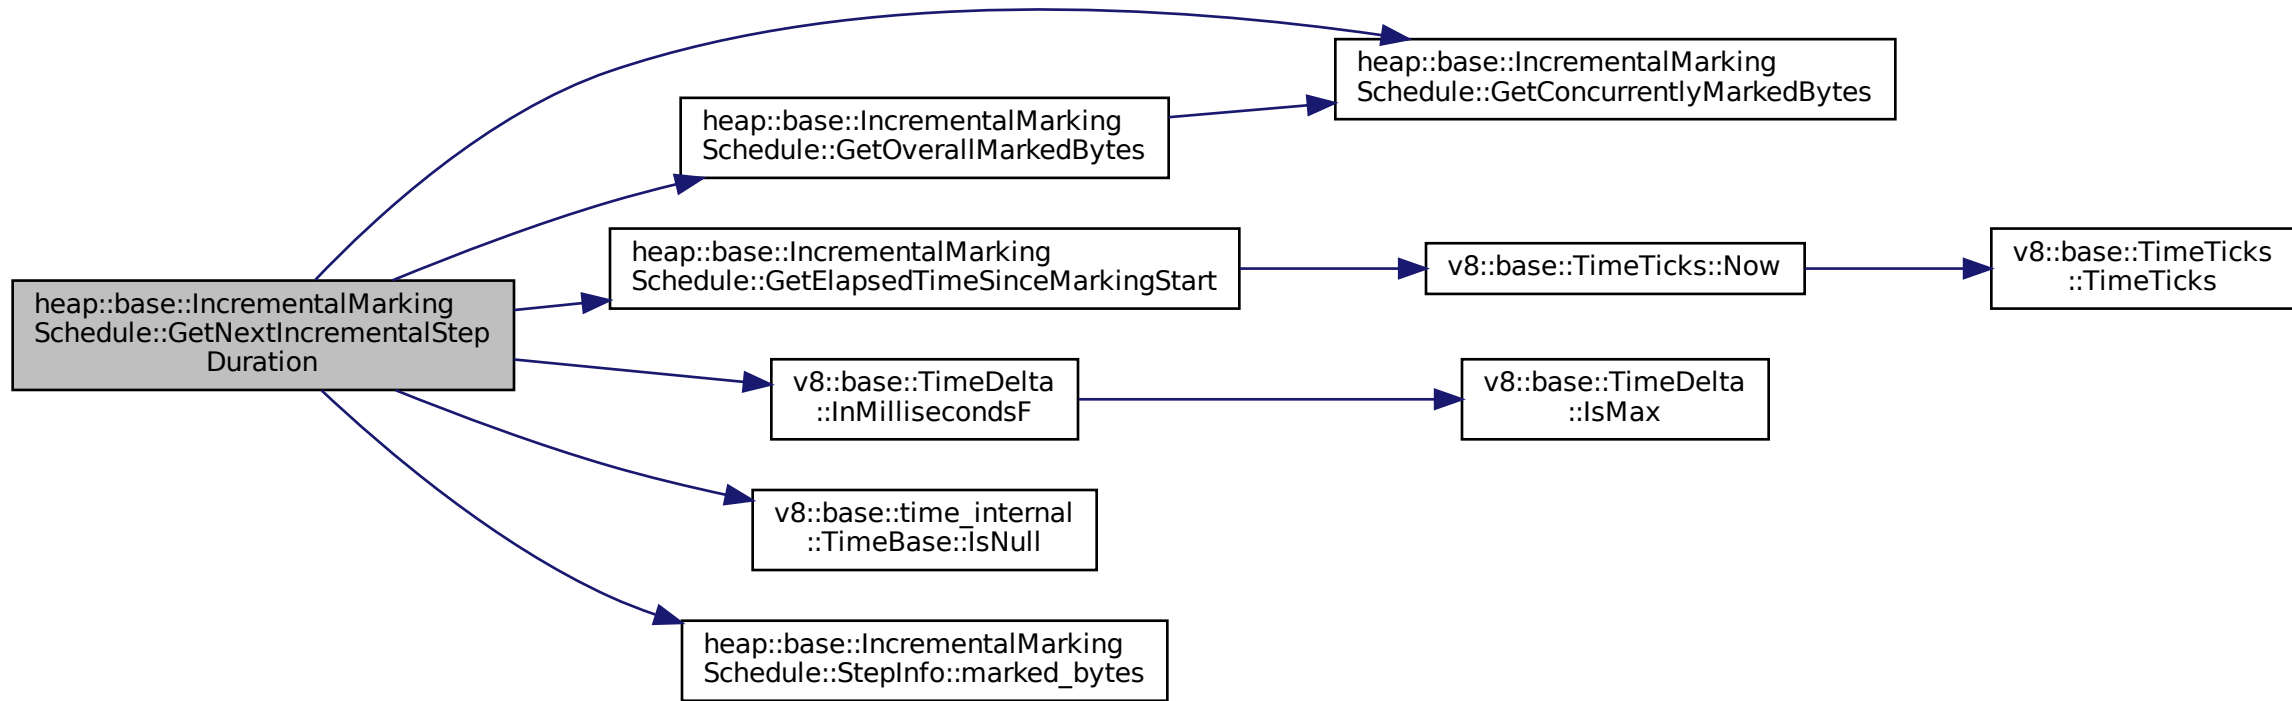 heap::base::IncrementalMarking
Schedule::GetNextIncrementalStep
Duration
heap::base::IncrementalMarking
Schedule::GetConcurrentlyMarkedBytes
heap::base::IncrementalMarking
Schedule::GetOverallMarkedBytes
heap::base::IncrementalMarking
Schedule::GetElapsedTimeSinceMarkingStart
v8::base::TimeTicks::Now
v8::base::TimeTicks
::TimeTicks
v8::base::TimeDelta
::InMillisecondsF
v8::base::TimeDelta
::IsMax
v8::base::time_internal
::TimeBase::IsNull
heap::base::IncrementalMarking
Schedule::StepInfo::marked_bytes